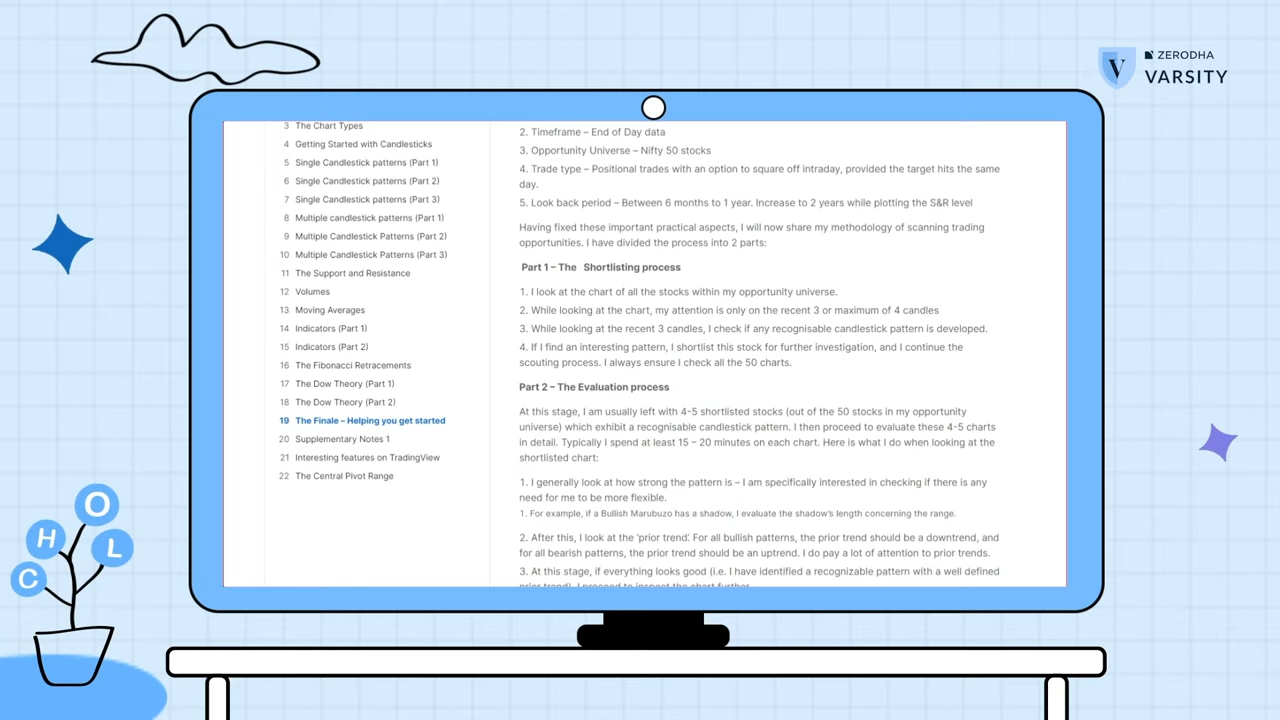 ZERODHA
VARSITY
3 The Chart Types
4 Getting Started with Candlesticks
5 Single Candlestick patterns (Part 1)
6 Single Candlestick patterns (Part 2)
7 Single Candlestick patterns (Part 3)
8 Multiple candlestick patterns (Part 1)
9 Multiple Candlestick Patterns (Part 2)
10 Multiple Candlestick Patterns (Part 3)
11 The Support and Resistance
12 Volumes
13 Moving Averages
14 Indicators (Part 1)
15 Indicators (Part 2)
16 The Fibonacci Retracements
17 The Dow Theory (Part 1)
18 The Dow Theory (Part 2)
19 The Finale – Helping you get started
20 Supplementary Notes 1
21 Interesting features on TradingView
22 The Central Pivot Range
2. Timeframe – End of Day data
3. Opportunity Universe – Nifty 50 stocks
4. Trade type – Positional trades with an option to square off intraday, provided the target hits the same
day.
5. Look back period – Between 6 months to 1 year. Increase to 2 years while plotting the S&R level
Having fixed these important practical aspects, I will now share my methodology of scanning trading
opportunities. I have divided the process into 2 parts:
Part 1 – The Shortlisting process
1. I look at the chart of all the stocks within my opportunity universe.
2. While looking at the chart, my attention is only on the recent 3 or maximum of 4 candles
3. While looking at the recent 3 candles, I check if any recognisable candlestick pattern is developed.
4. If I find an interesting pattern, I shortlist this stock for further investigation, and I continue the
scouting process. I always ensure I check all the 50 charts.
Part 2 – The Evaluation process
At this stage, I am usually left with 4-5 shortlisted stocks (out of the 50 stocks in my opportunity
universe) which exhibit a recognisable candlestick pattern. I then proceed to evaluate these 4-5 charts
in detail. Typically I spend at least 15 – 20 minutes on each chart. Here is what I do when looking at the
shortlisted chart:
1. I generally look at how strong the pattern is – I am specifically interested in checking if there is any
need for me to be more flexible.
1. For example, if a Bullish Marubuzo has a shadow, I evaluate the shadow's length concerning the range.
2. After this, I look at the 'prior trend'. For all bullish patterns, the prior trend should be a downtrend, and
for all bearish patterns, the prior trend should be an uptrend. I do pay a lot of attention to prior trends.
3. At this stage, if everything looks good (i.e. I have identified a recognizable pattern with a well defined
prior trend), I proceed to inspect the chart further
O
H
L
C
V